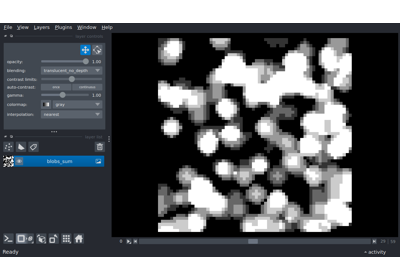 File View Layers Plugins Window Help
opacity: 1.00
blending: translucent_no_depth
contrast limits:
auto-contrast: once continuous
gamma: 1.00
colormap: gray
interpolation: nearest
blobs_sum
Ready
activity